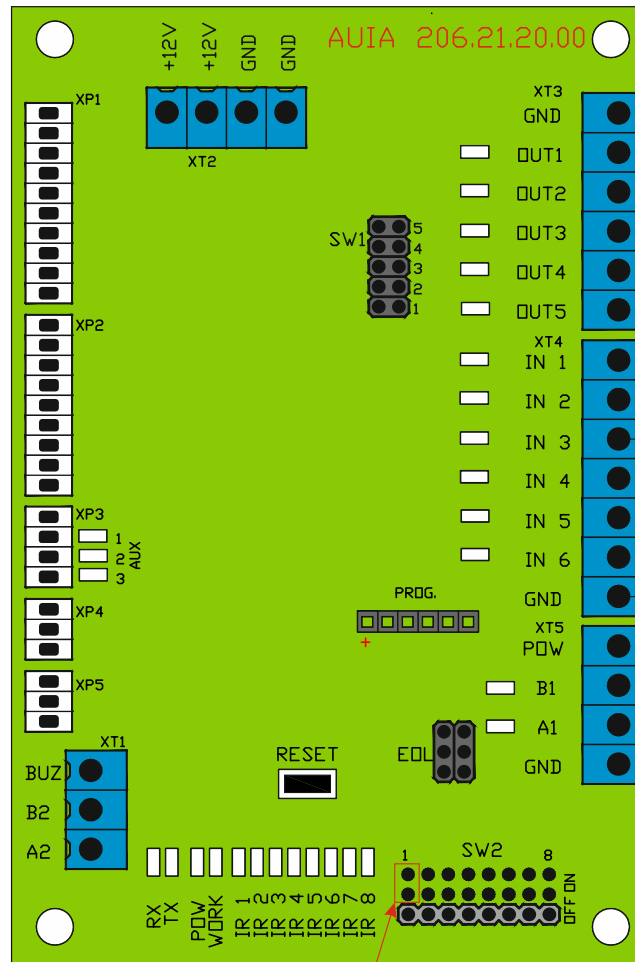 AUIA 206.21.20.00
+12V
+12V
GND
GND
XT2
XP1
XP2
XP3
1
2
3
AUX
XP4
XP5
XT1
BUZ
B2
A2
SW1
5
4
3
2
1
XT3
GND
OUT1
OUT2
OUT3
OUT4
OUT5
XT4
IN 1
IN 2
IN 3
IN 4
IN 5
IN 6
GND
PROG.
+
XT5
POW
B1
A1
GND
EOL
RESET
RX
TX
POW
WORK
IR 1
IR 2
IR 3
IR 4
IR 5
IR 6
IR 7
IR 8
SW2
1
8
OFF ON